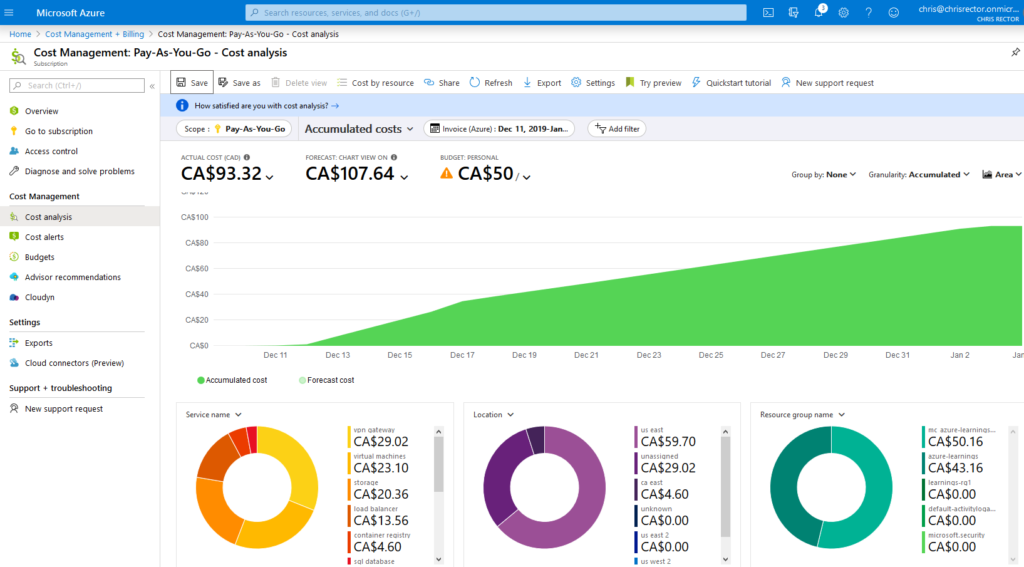 Microsoft Azure
Search resources, services, and docs (G+/)
3
chris@chrisrector.onmicr...
CHRIS RECTOR
Home > Cost Management + Billing > Cost Management: Pay-As-You-Go - Cost analysis
Cost Management: Pay-As-You-Go - Cost analysis
Subscription
Search (Ctrl+/)
Overview
Go to subscription
Access control
Diagnose and solve problems
Cost Management
Cost analysis
Cost alerts
Budgets
Advisor recommendations
Cloudyn
Settings
Exports
Cloud connectors (Preview)
Support + troubleshooting
New support request
Save
Save as
Delete view
Cost by resource
Share
Refresh
Export
Settings
Try preview
Quickstart tutorial
New support request
How satisfied are you with cost analysis? →
Scope : Pay-As-You-Go
Accumulated costs
Invoice (Azure) : Dec 11, 2019-Jan...
Add filter
ACTUAL COST (CAD)
CA$93.32
FORECAST: CHART VIEW ON
CA$107.64
BUDGET: PERSONAL
CA$50 /
Group by: None
Granularity: Accumulated
Area
CA$120
CA$100
CA$80
CA$60
CA$40
CA$20
CA$0
Dec 11
Dec 13
Dec 15
Dec 17
Dec 19
Dec 21
Dec 23
Dec 25
Dec 27
Dec 29
Dec 31
Jan 2
Jan
Accumulated cost
Forecast cost
Service name
vpn gateway
CA$29.02
virtual machines
CA$23.10
storage
CA$20.36
load balancer
CA$13.56
container registry
CA$4.60
sql database
Location
us east
CA$59.70
unassigned
CA$29.02
ca east
CA$4.60
unknown
CA$0.00
us east 2
CA$0.00
us west 2
Resource group name
mc_azure-learnings...
CA$50.16
azure-learnings
CA$43.16
learnings-rg1
CA$0.00
default-activityloga...
CA$0.00
microsoft.security
CA$0.00